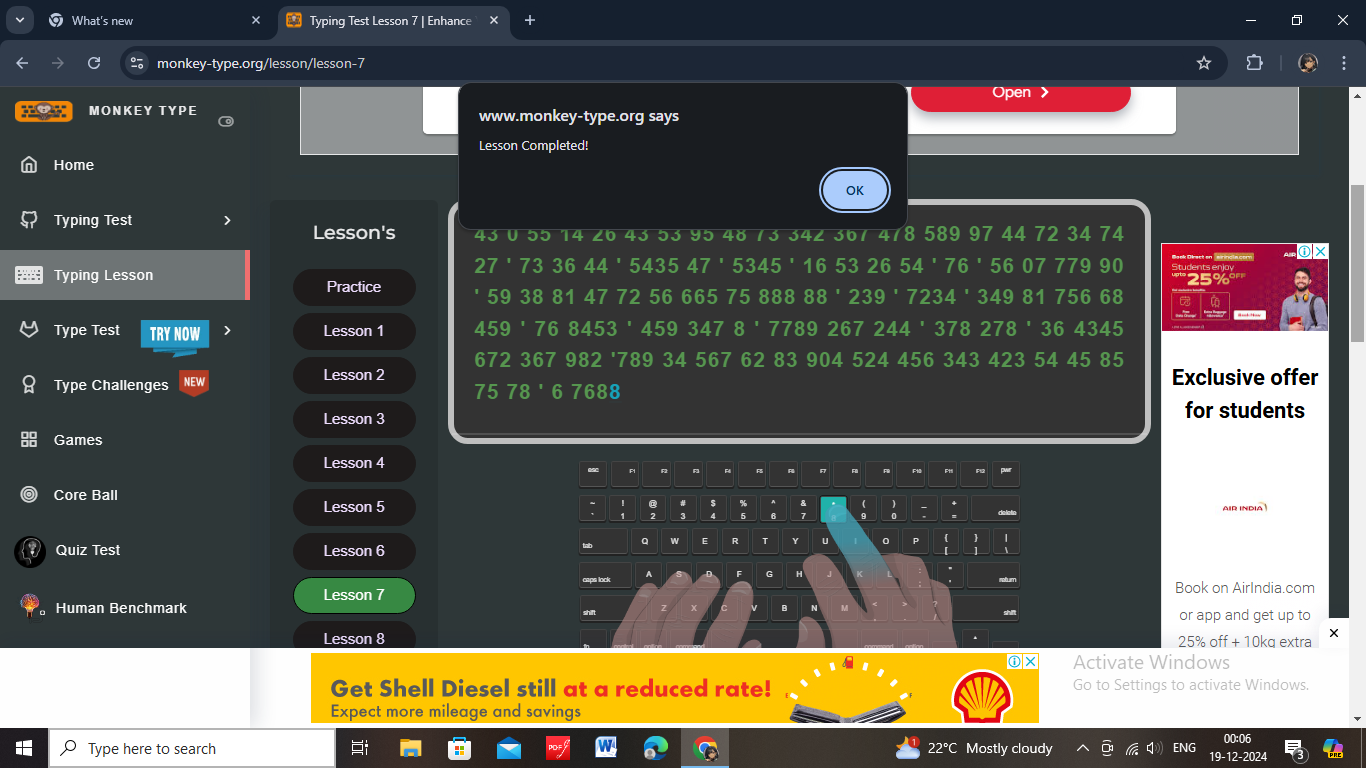 What's new
Typing Test Lesson 7 | Enhance
monkey-type.org/lesson/lesson-7
MONKEY TYPE
Home
Typing Test
Typing Lesson
Type Test
TRY NOW
Type Challenges
NEW
Games
Core Ball
Quiz Test
Human Benchmark
Open
www.monkey-type.org says
Lesson Completed!
OK
Lesson's
Practice
Lesson 1
Lesson 2
Lesson 3
Lesson 4
Lesson 5
Lesson 6
Lesson 7
Lesson 8
43 0 55 14 26 43 53 95 48 73 342 367 478 589 97 44 72 34 74
27 ' 73 36 44 ' 5435 47 ' 5345 ' 16 53 26 54 ' 76 ' 56 07 779 90
' 59 38 81 47 72 56 665 75 888 88 ' 239 ' 7234 ' 349 81 756 68
459 ' 76 8453 ' 459 347 8 ' 7789 267 244 ' 378 278 ' 36 4345
672 367 982 '789 34 567 62 83 904 524 456 343 423 54 45 85
75 78 ' 6 7688
esc F1 F2 F3 F4 F5 F6 F7 F8 F9 F10 F11 F12 pwr
~ ! @ # $ % ^ & * ( ) _ +
` 1 2 3 4 5 6 7 8 9 0 - = delete
tab Q W E R T Y U I O P { } |
[ ] \
caps lock A S D F G H J K L : " return
; '
shift Z X C V B N M < > ? shift
, . /
fn control option command command option
Book Direct on airindia.com
Students enjoy
upto 25% OFF
Book Now
Exclusive offer
for students
AIR INDIA
Book on AirIndia.com
or app and get up to
25% off + 10kg extra
Get Shell Diesel still at a reduced rate!
Expect more mileage and savings
E F
Activate Windows
Go to Settings to activate Windows.
Type here to search
PDF
W
22°C Mostly cloudy
ENG
00:06
19-12-2024
3
PRE